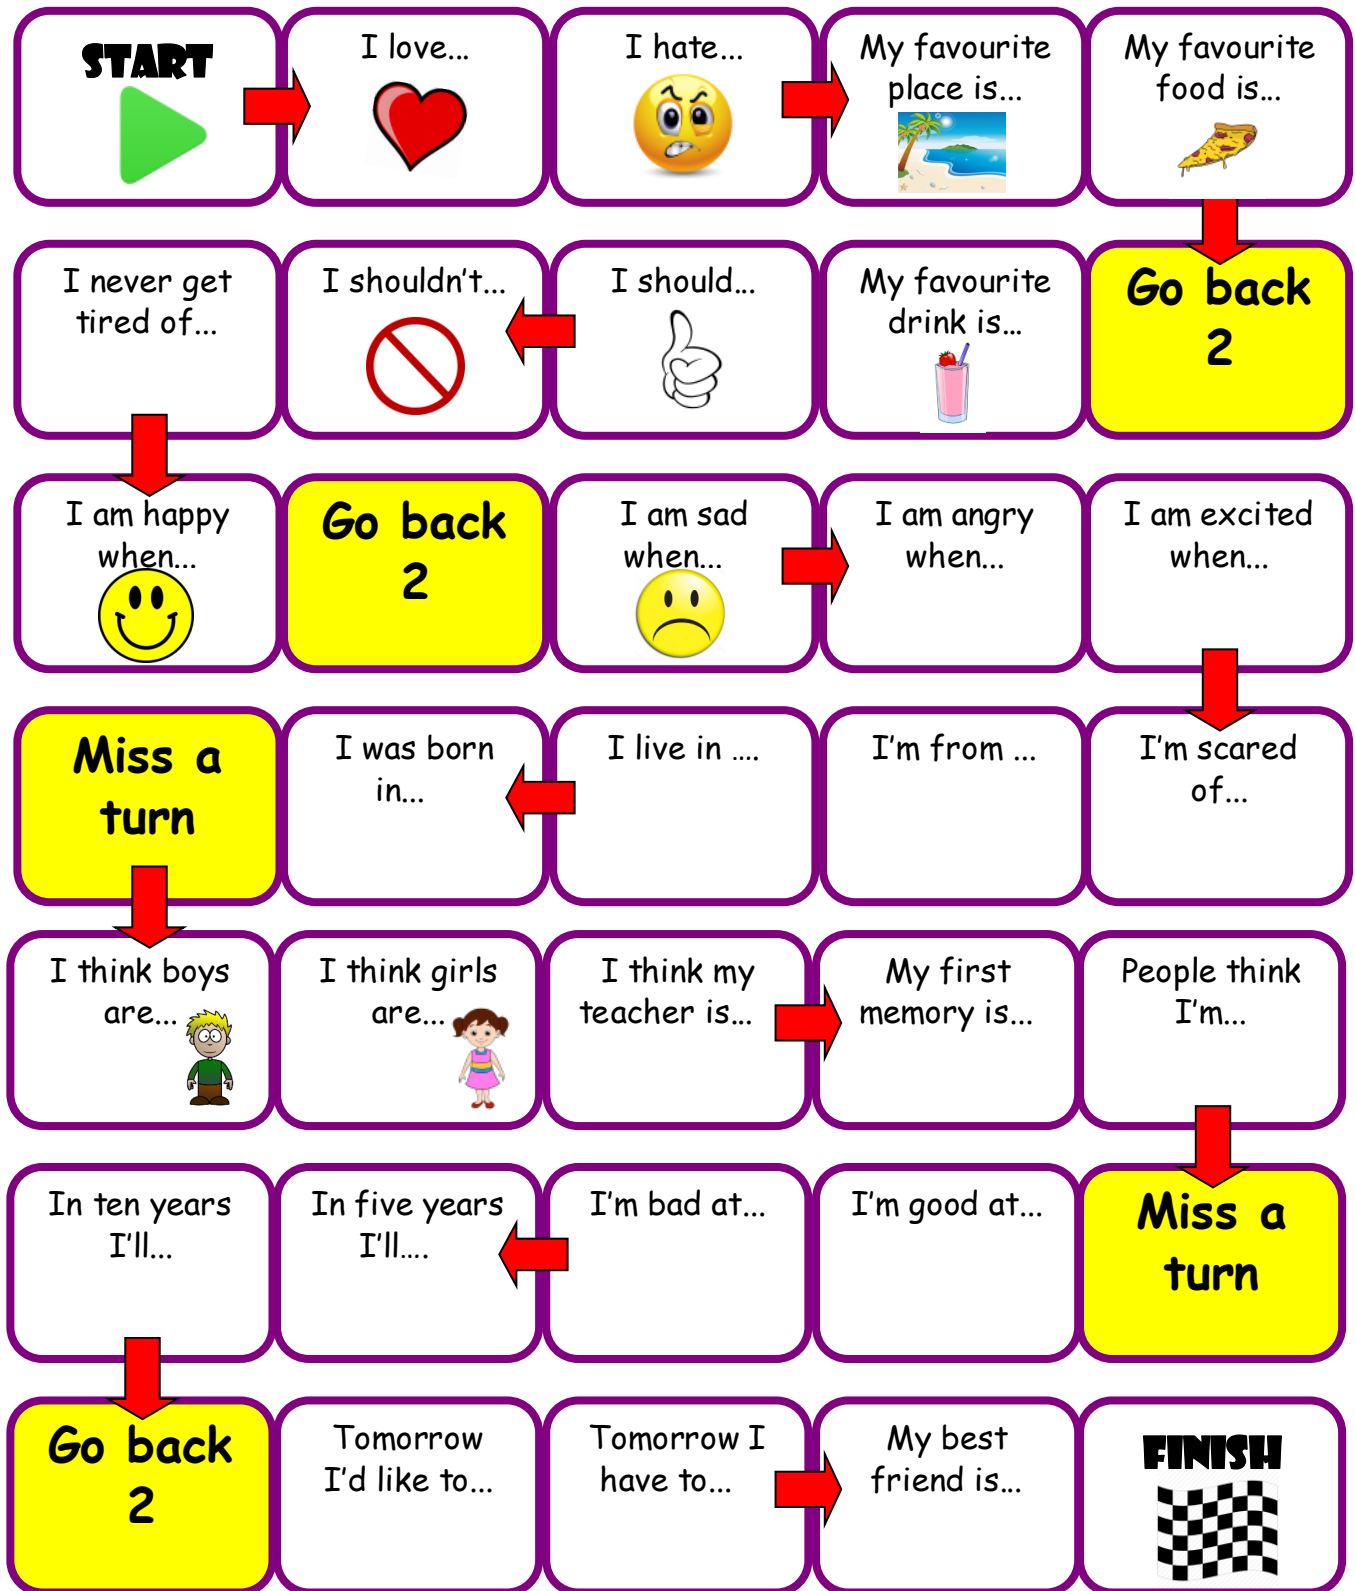 START
I love...
I hate...
My favourite
place is...
My favourite
food is...
I never get
tired of...
I shouldn't...
I should...
My favourite
drink is...
Go back
2
I am happy
when...
Go back
2
I am sad
when...
I am angry
when...
I am excited
when...
Miss a
turn
I was born
in...
I live in ....
I'm from ...
I'm scared
of...
I think boys
are...
I think girls
are...
I think my
teacher is...
My first
memory is...
People think
I'm...
In ten years
I'll...
In five years
I'll....
I'm bad at...
I'm good at...
Miss a
turn
Go back
2
Tomorrow
I'd like to...
Tomorrow I
have to...
My best
friend is...
FINISH